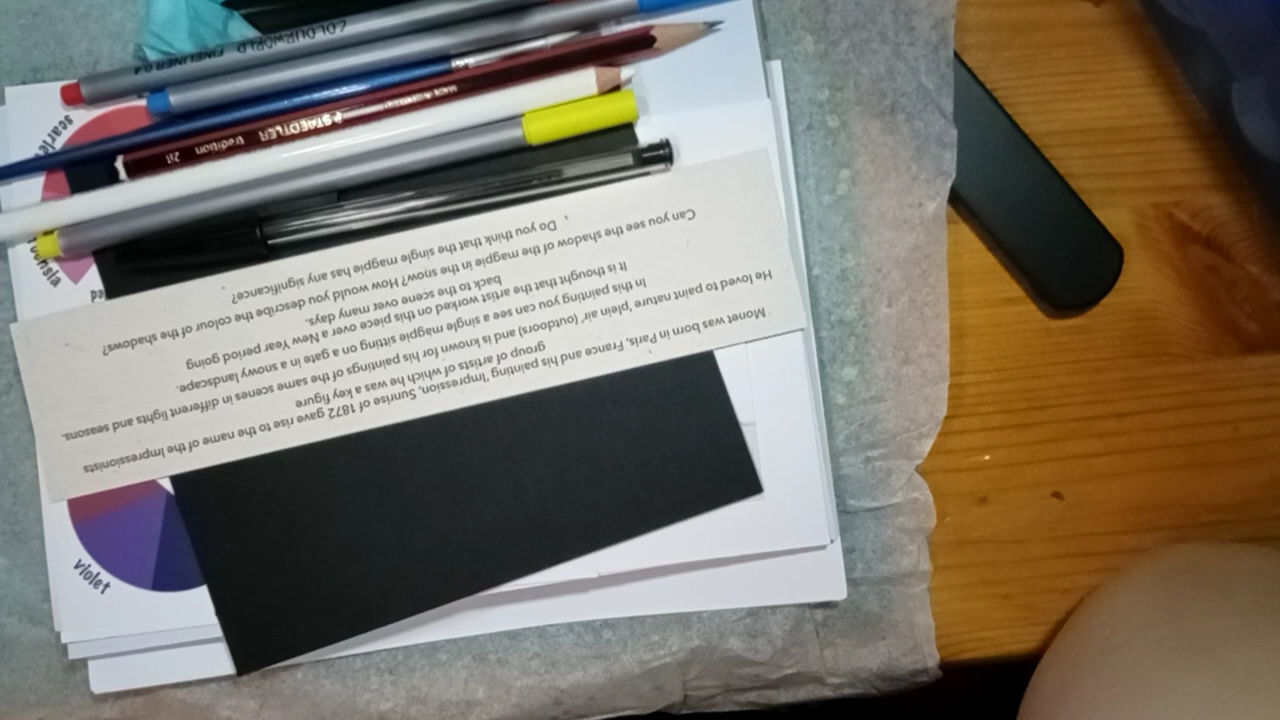 COLOURWORLD FINELINER 0.4
STAEDTLER tradition
scarlet
violet
Monet was born in Paris, France and his painting 'Impression, Sunrise of 1872 gave rise to the name of the Impressionists
group of artists of which he was a key figure
He loved to paint nature 'plein air' (outdoors) and is known for his paintings of the same scenes in different lights and seasons.
In this painting you can see a single magpie sitting on a gate in a snowy landscape.
It is thought that the artist worked on this piece over a New Year period going
back to the scene over many days.
Can you see the shadow of the magpie in the snow? How would you describe the colour of the shadows?
Do you think that the single magpie has any significance?